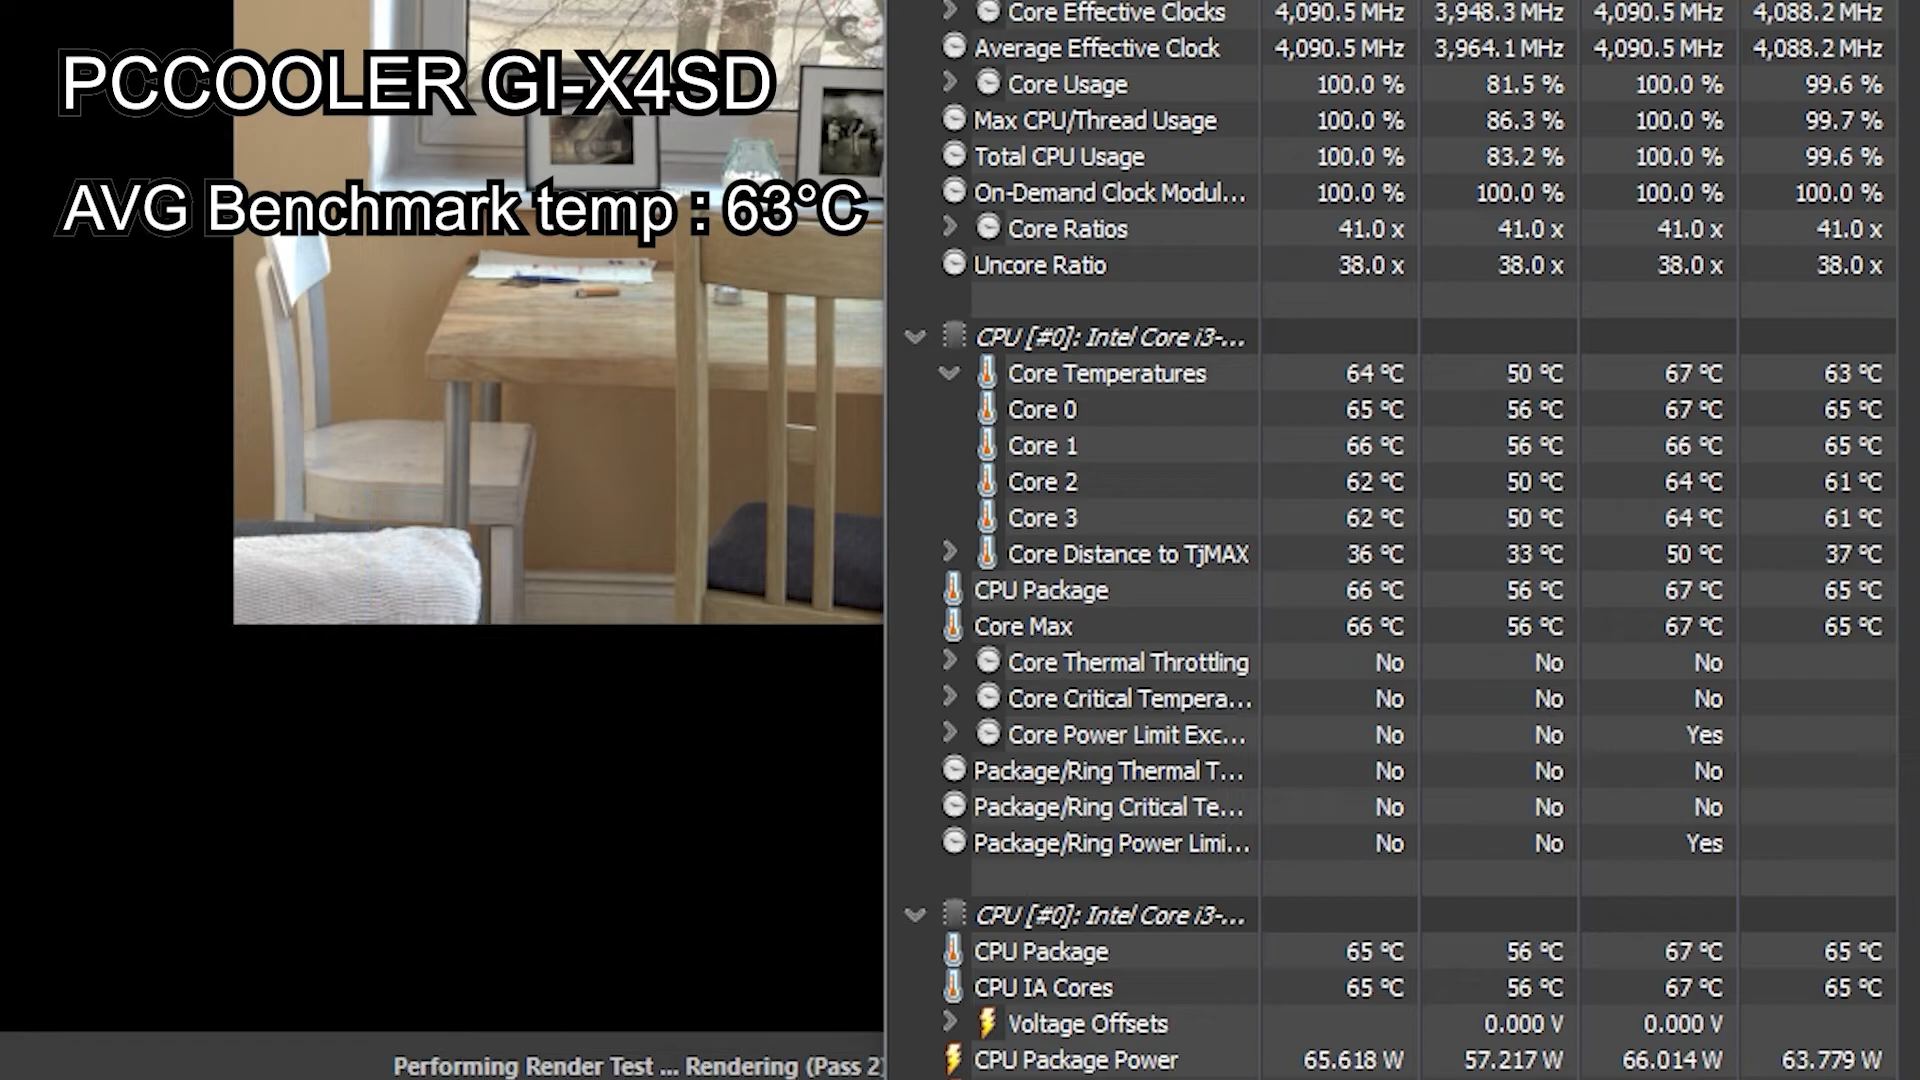 PCCOOLER GI-X4SD
AVG Benchmark temp : 63°C
Core Effective Clocks 4,090.5 MHz 3,948.3 MHz 4,090.5 MHz 4,088.2 MHz
Average Effective Clock 4,090.5 MHz 3,964.1 MHz 4,090.5 MHz 4,088.2 MHz
Core Usage 100.0 % 81.5 % 100.0 % 99.6 %
Max CPU/Thread Usage 100.0 % 86.3 % 100.0 % 99.7 %
Total CPU Usage 100.0 % 83.2 % 100.0 % 99.6 %
On-Demand Clock Modul... 100.0 % 100.0 % 100.0 % 100.0 %
Core Ratios 41.0 x 41.0 x 41.0 x 41.0 x
Uncore Ratio 38.0 x 38.0 x 38.0 x 38.0 x
CPU [#0]: Intel Core i3-...
Core Temperatures 64 °C 50 °C 67 °C 63 °C
Core 0 65 °C 56 °C 67 °C 65 °C
Core 1 66 °C 56 °C 66 °C 65 °C
Core 2 62 °C 50 °C 64 °C 61 °C
Core 3 62 °C 50 °C 64 °C 61 °C
Core Distance to TjMAX 36 °C 33 °C 50 °C 37 °C
CPU Package 66 °C 56 °C 67 °C 65 °C
Core Max 66 °C 56 °C 67 °C 65 °C
Core Thermal Throttling No No No
Core Critical Tempera... No No No
Core Power Limit Exc... No No Yes
Package/Ring Thermal T... No No No
Package/Ring Critical Te... No No No
Package/Ring Power Limi... No No Yes
CPU [#0]: Intel Core i3-...
CPU Package 65 °C 56 °C 67 °C 65 °C
CPU IA Cores 65 °C 56 °C 67 °C 65 °C
Voltage Offsets 0.000 V 0.000 V
CPU Package Power 65.618 W 57.217 W 66.014 W 63.779 W
Performing Render Test ... Rendering (Pass 2)